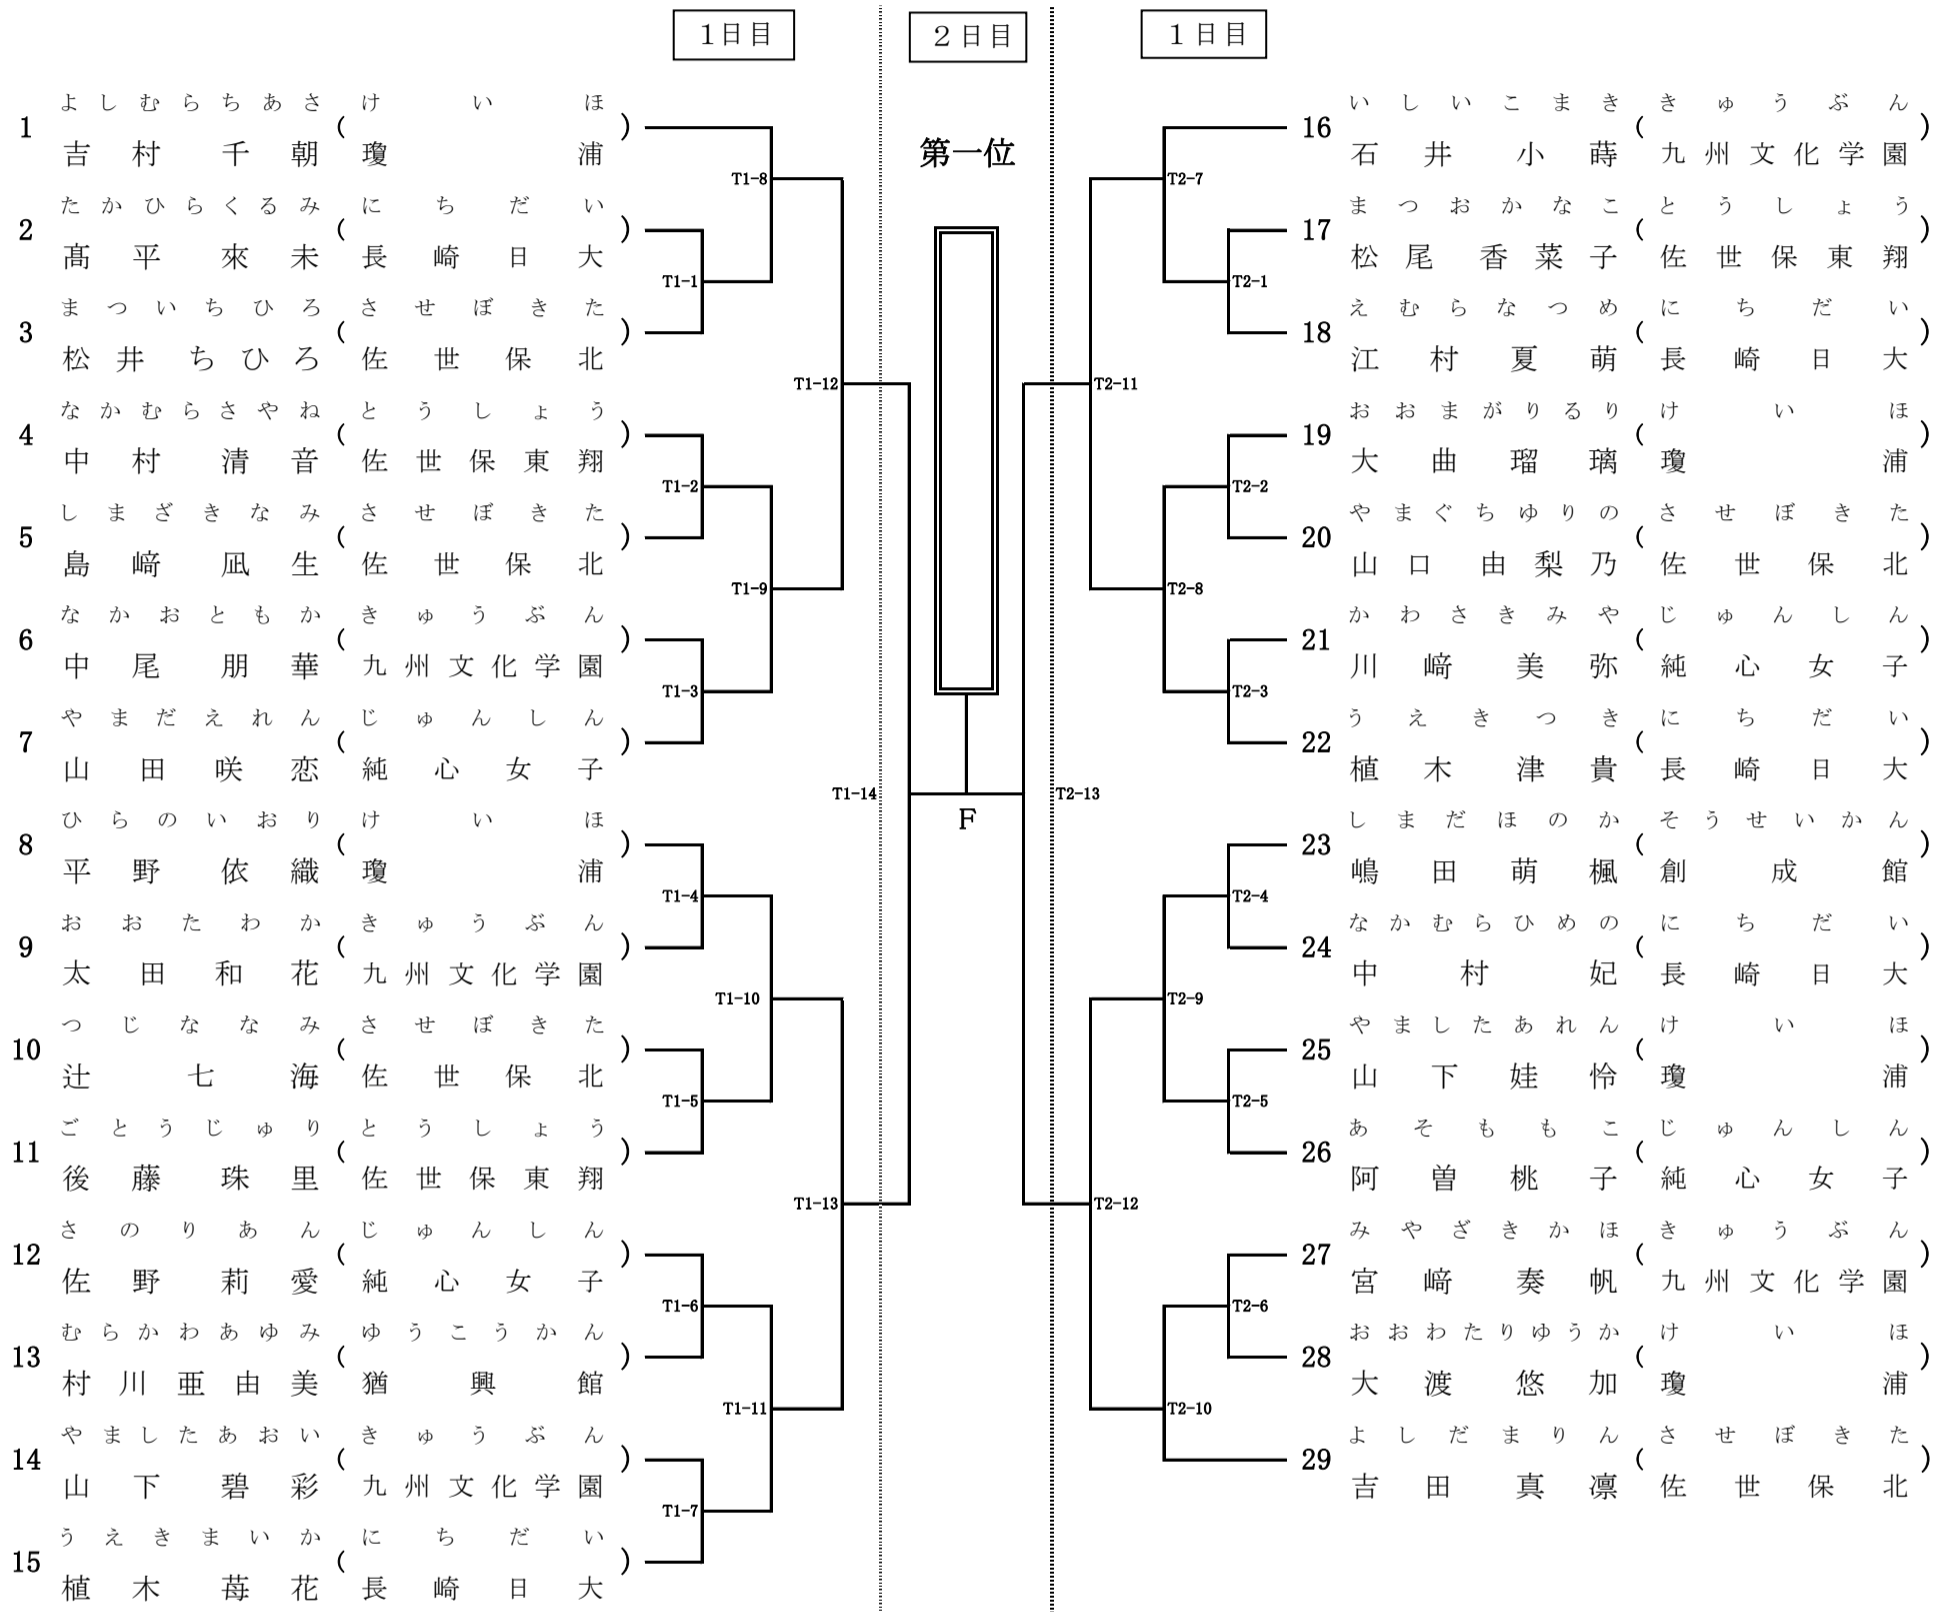 1日目
2日目
1日目
第一位
よしむらちあさ けいほ
1 吉村千朝 (瓊浦)
たかひらくるみ にちだい
2 髙平來未 (長崎日大)
まついちひろ させぼきた
3 松井ちひろ (佐世保北)
なかむらさやね とうしょう
4 中村清音 (佐世保東翔)
しまざきなみ させぼきた
5 島﨑凪生 (佐世保北)
なかおともか きゅうぶん
6 中尾朋華 (九州文化学園)
やまだえれん じゅんしん
7 山田咲恋 (純心女子)
ひらのいおり けいほ
8 平野依織 (瓊浦)
おおたわか きゅうぶん
9 太田和花 (九州文化学園)
つじななみ させぼきた
10 辻七海 (佐世保北)
ごとうじゅり とうしょう
11 後藤珠里 (佐世保東翔)
さのりあん じゅんしん
12 佐野莉愛 (純心女子)
むらかわあゆみ ゆうこうかん
13 村川亜由美 (猶興館)
やましたあおい きゅうぶん
14 山下碧彩 (九州文化学園)
うえきまいか にちだい
15 植木苺花 (長崎日大)
T1-8
T1-1
T1-12
T1-2
T1-9
T1-3
T1-14
T1-4
T1-10
T1-5
T1-13
T1-6
T1-11
T1-7
F
T2-7
T2-1
T2-11
T2-2
T2-8
T2-3
T2-13
T2-4
T2-9
T2-5
T2-12
T2-6
T2-10
いしいこまき きゅうぶん
16 石井小蒔 (九州文化学園)
まつおかなこ とうしょう
17 松尾香菜子 (佐世保東翔)
えむらなつめ にちだい
18 江村夏萌 (長崎日大)
おおまがりるり けいほ
19 大曲瑠璃 (瓊浦)
やまぐちゆりの させぼきた
20 山口由梨乃 (佐世保北)
かわさきみや じゅんしん
21 川﨑美弥 (純心女子)
うえきつき にちだい
22 植木津貴 (長崎日大)
しまだほのか そうせいかん
23 嶋田萌楓 (創成館)
なかむらひめの にちだい
24 中村妃 (長崎日大)
やましたあれん けいほ
25 山下娃怜 (瓊浦)
あそももこ じゅんしん
26 阿曽桃子 (純心女子)
みやざきかほ きゅうぶん
27 宮﨑奏帆 (九州文化学園)
おおわたりゆうか けいほ
28 大渡悠加 (瓊浦)
よしだまりん させぼきた
29 吉田真凛 (佐世保北)